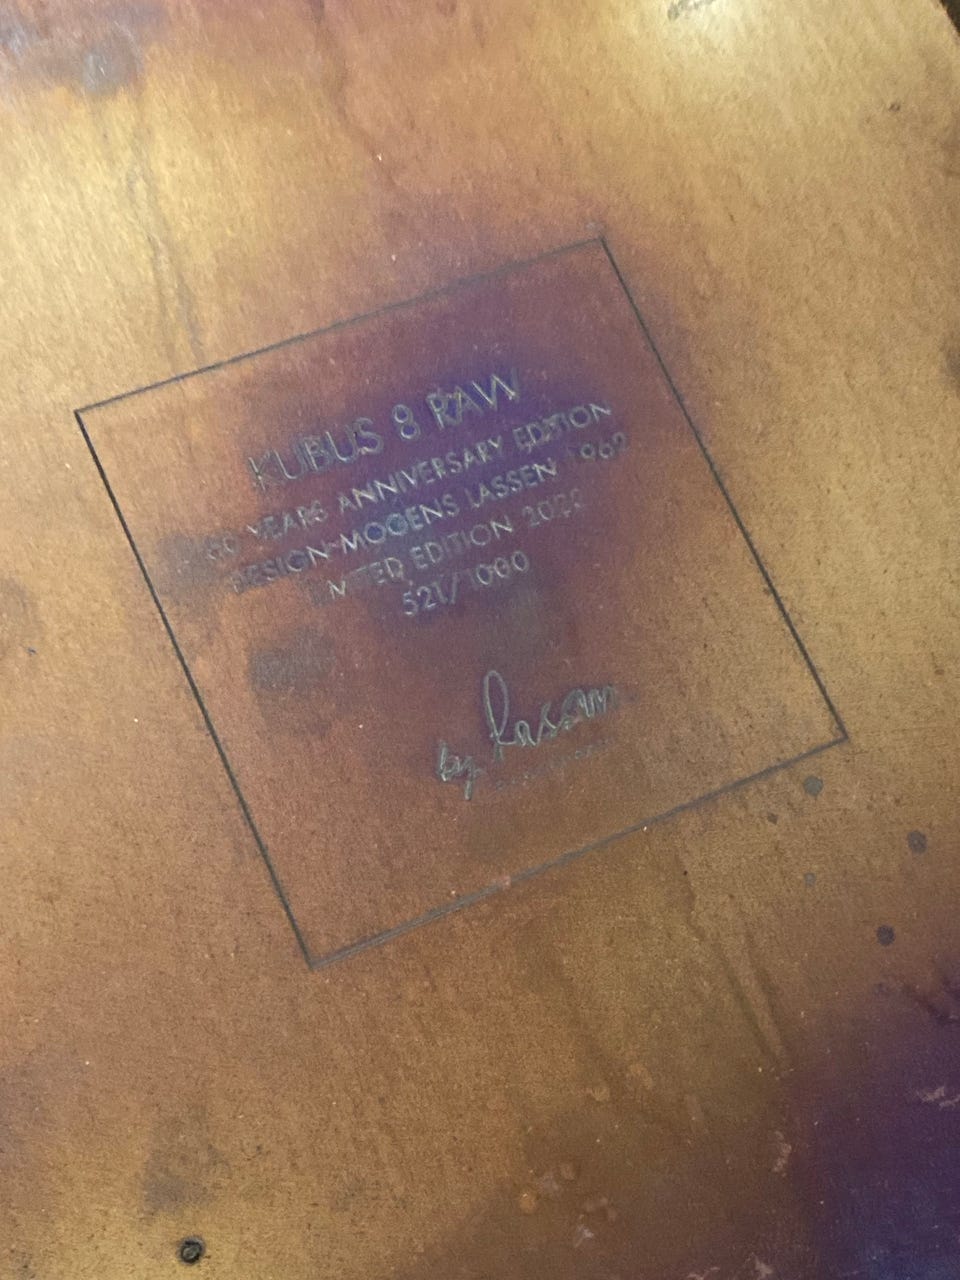 KUBUS 8 RAW
60 YEARS ANNIVERSARY EDITION
DESIGN MOGENS LASSEN 1962
LIMITED EDITION 2022
521/1000
by lassen